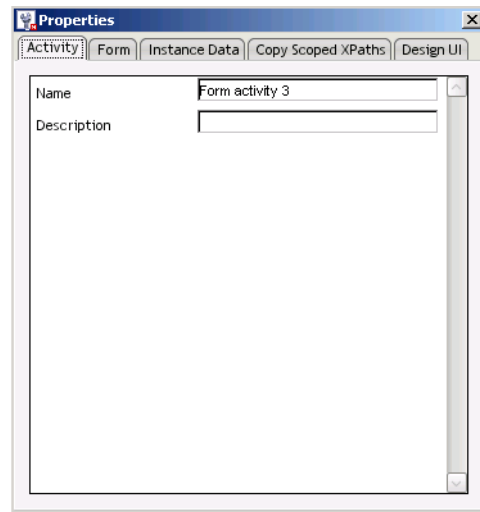 Properties
Activity Form Instance Data Copy Scoped XPaths Design UI
Name Form activity 3
Description